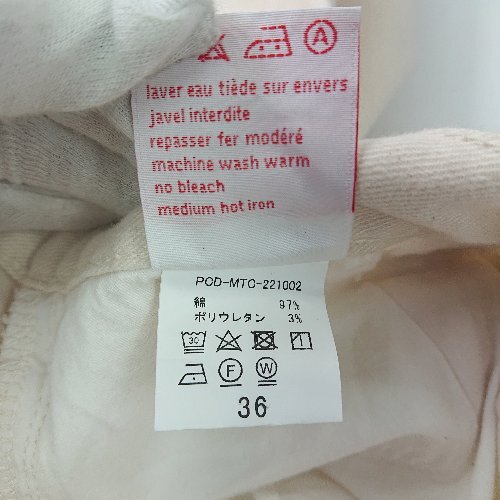 A
laver eau tiède sur envers
javel interdite
repasser fer modéré
machine wash warm
no bleach
medium hot iron
PCD-MTC-221002
綿 97%
ポリウレタン 3%
30
F W
36